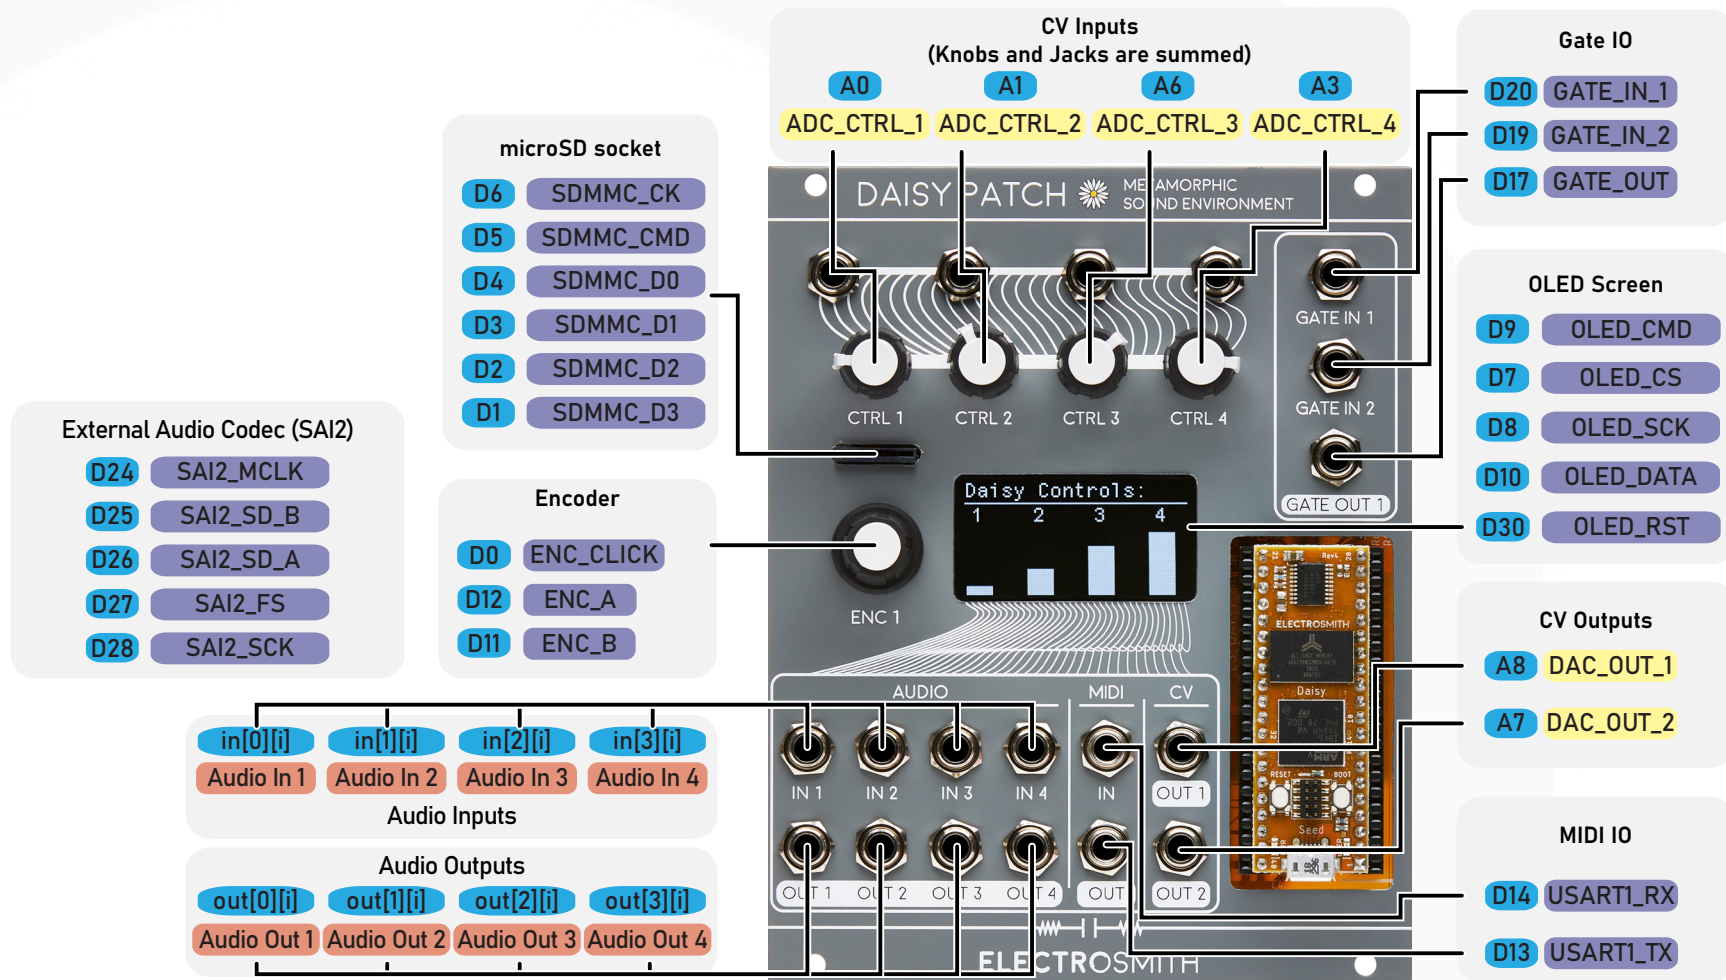 CV Inputs
(Knobs and Jacks are summed)
A0 A1 A6 A3
ADC_CTRL_1 ADC_CTRL_2 ADC_CTRL_3 ADC_CTRL_4
Gate IO
D20 GATE_IN_1
D19 GATE_IN_2
D17 GATE_OUT
microSD socket
D6 SDMMC_CK
D5 SDMMC_CMD
D4 SDMMC_D0
D3 SDMMC_D1
D2 SDMMC_D2
D1 SDMMC_D3
DAISY PATCH
METAMORPHIC
SOUND ENVIRONMENT
GATE IN 1
GATE IN 2
GATE OUT 1
CTRL 1 CTRL 2 CTRL 3 CTRL 4
OLED Screen
D9 OLED_CMD
D7 OLED_CS
D8 OLED_SCK
D10 OLED_DATA
D30 OLED_RST
External Audio Codec (SAI2)
D24 SAI2_MCLK
D25 SAI2_SD_B
D26 SAI2_SD_A
D27 SAI2_FS
D28 SAI2_SCK
Encoder
D0 ENC_CLICK
D12 ENC_A
D11 ENC_B
Daisy Controls:
1 2 3 4
ENC 1
Rev4
ELECTROSMITH
Daisy
ARM
RESET BOOT
Seed
CV Outputs
A8 DAC_OUT_1
A7 DAC_OUT_2
AUDIO MIDI CV
IN 1 IN 2 IN 3 IN 4 IN OUT 1
OUT 1 OUT 2 OUT 3 OUT 4 OUT OUT 2
in[0][i] in[1][i] in[2][i] in[3][i]
Audio In 1 Audio In 2 Audio In 3 Audio In 4
Audio Inputs
Audio Outputs
out[0][i] out[1][i] out[2][i] out[3][i]
Audio Out 1 Audio Out 2 Audio Out 3 Audio Out 4
MIDI IO
D14 USART1_RX
D13 USART1_TX
ELECTROSMITH